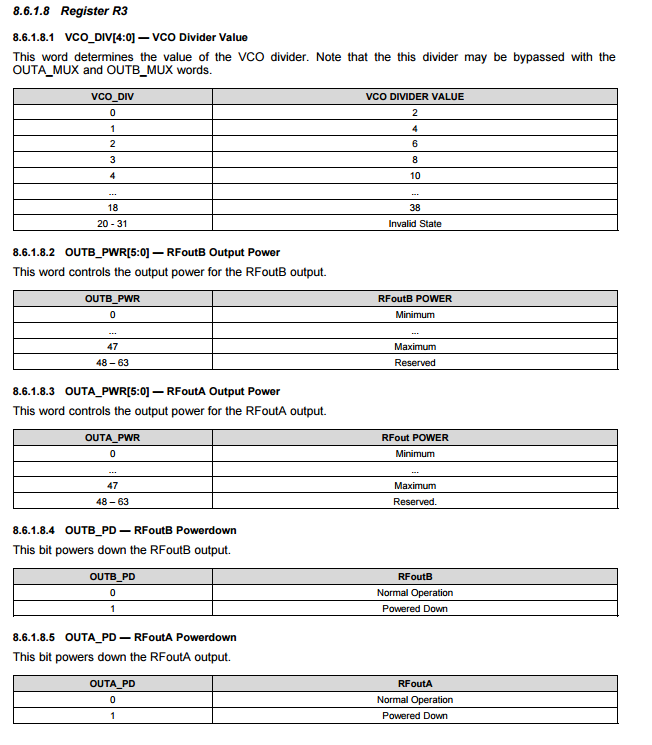 8.6.1.8 Register R3
8.6.1.8.1 VCO_DIV[4:0] — VCO Divider Value
This word determines the value of the VCO divider. Note that the this divider may be bypassed with the
OUTA_MUX and OUTB_MUX words.
VCO_DIV VCO DIVIDER VALUE
0 2
1 4
2 6
3 8
4 10
... ...
18 38
20 - 31 Invalid State
8.6.1.8.2 OUTB_PWR[5:0] — RFoutB Output Power
This word controls the output power for the RFoutB output.
OUTB_PWR RFoutB POWER
0 Minimum
... ...
47 Maximum
48 – 63 Reserved
8.6.1.8.3 OUTA_PWR[5:0] — RFoutA Output Power
This word controls the output power for the RFoutA output.
OUTA_PWR RFout POWER
0 Minimum
... ...
47 Maximum
48 – 63 Reserved.
8.6.1.8.4 OUTB_PD — RFoutB Powerdown
This bit powers down the RFoutB output.
OUTB_PD RFoutB
0 Normal Operation
1 Powered Down
8.6.1.8.5 OUTA_PD — RFoutA Powerdown
This bit powers down the RFoutA output.
OUTA_PD RFoutA
0 Normal Operation
1 Powered Down